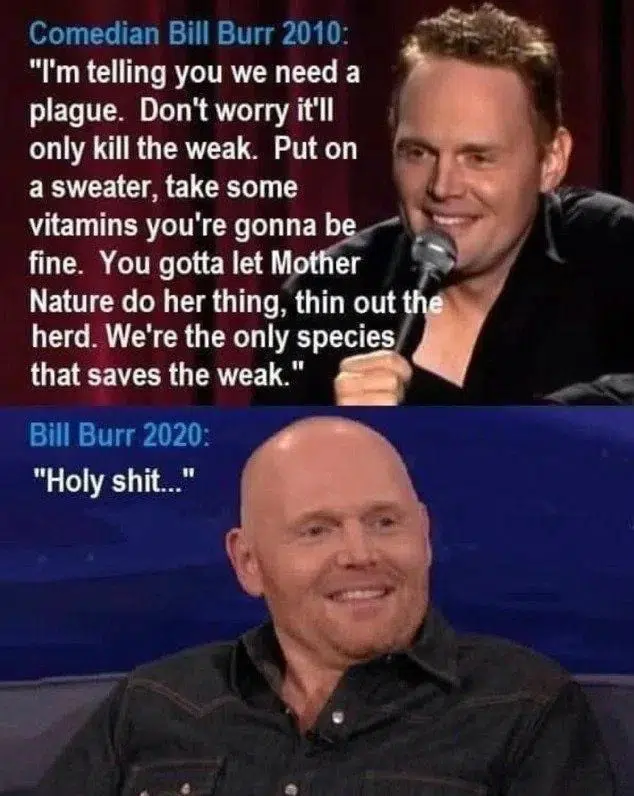 Comedian Bill Burr 2010:
"I'm telling you we need a
plague. Don't worry it'll
only kill the weak. Put on
a sweater, take some
vitamins you're gonna be
fine. You gotta let Mother
Nature do her thing, thin out the
herd. We're the only species
that saves the weak."
Bill Burr 2020:
"Holy shit..."